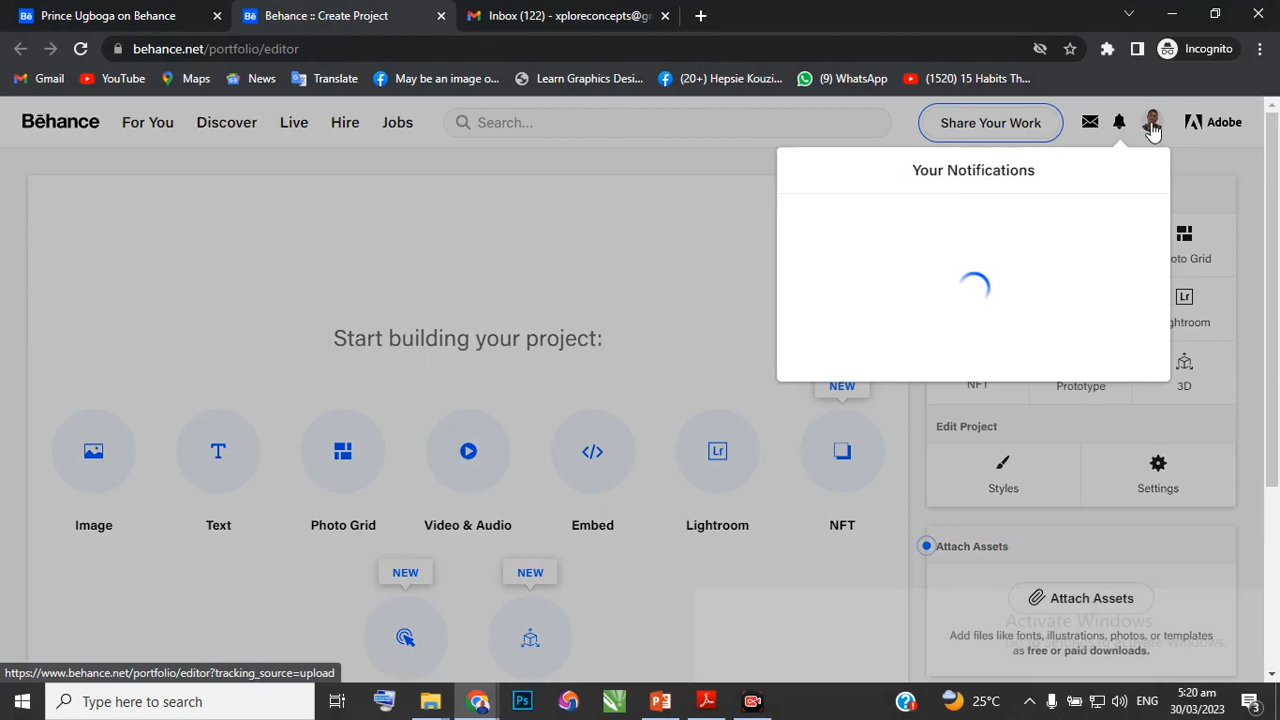 Prince Ugboga on Behance
Behance :: Create Project
Inbox (122) - xploreconcepts@g
behance.net/portfolio/editor
Incognito
Gmail
YouTube
Maps
News
Translate
May be an image o...
Learn Graphics Desi...
(20+) Hepsie Kouzi...
(9) WhatsApp
(1520) 15 Habits Th...
Bēhance
For You
Discover
Live
Hire
Jobs
Search...
Share Your Work
Adobe
Your Notifications
Start building your project:
oto Grid
Lr
ghtroom
NFT
Prototype
3D
NEW
Edit Project
Styles
Settings
T
Lr
Image
Text
Photo Grid
Video & Audio
Embed
Lightroom
NFT
Attach Assets
NEW
NEW
Attach Assets
Activate Windows
Add files like fonts, illustrations, photos, or templates
as free or paid downloads.
https://www.behance.net/portfolio/editor?tracking_source=upload
Type here to search
Ps
25°C
ENG
5:20 am
30/03/2023
3